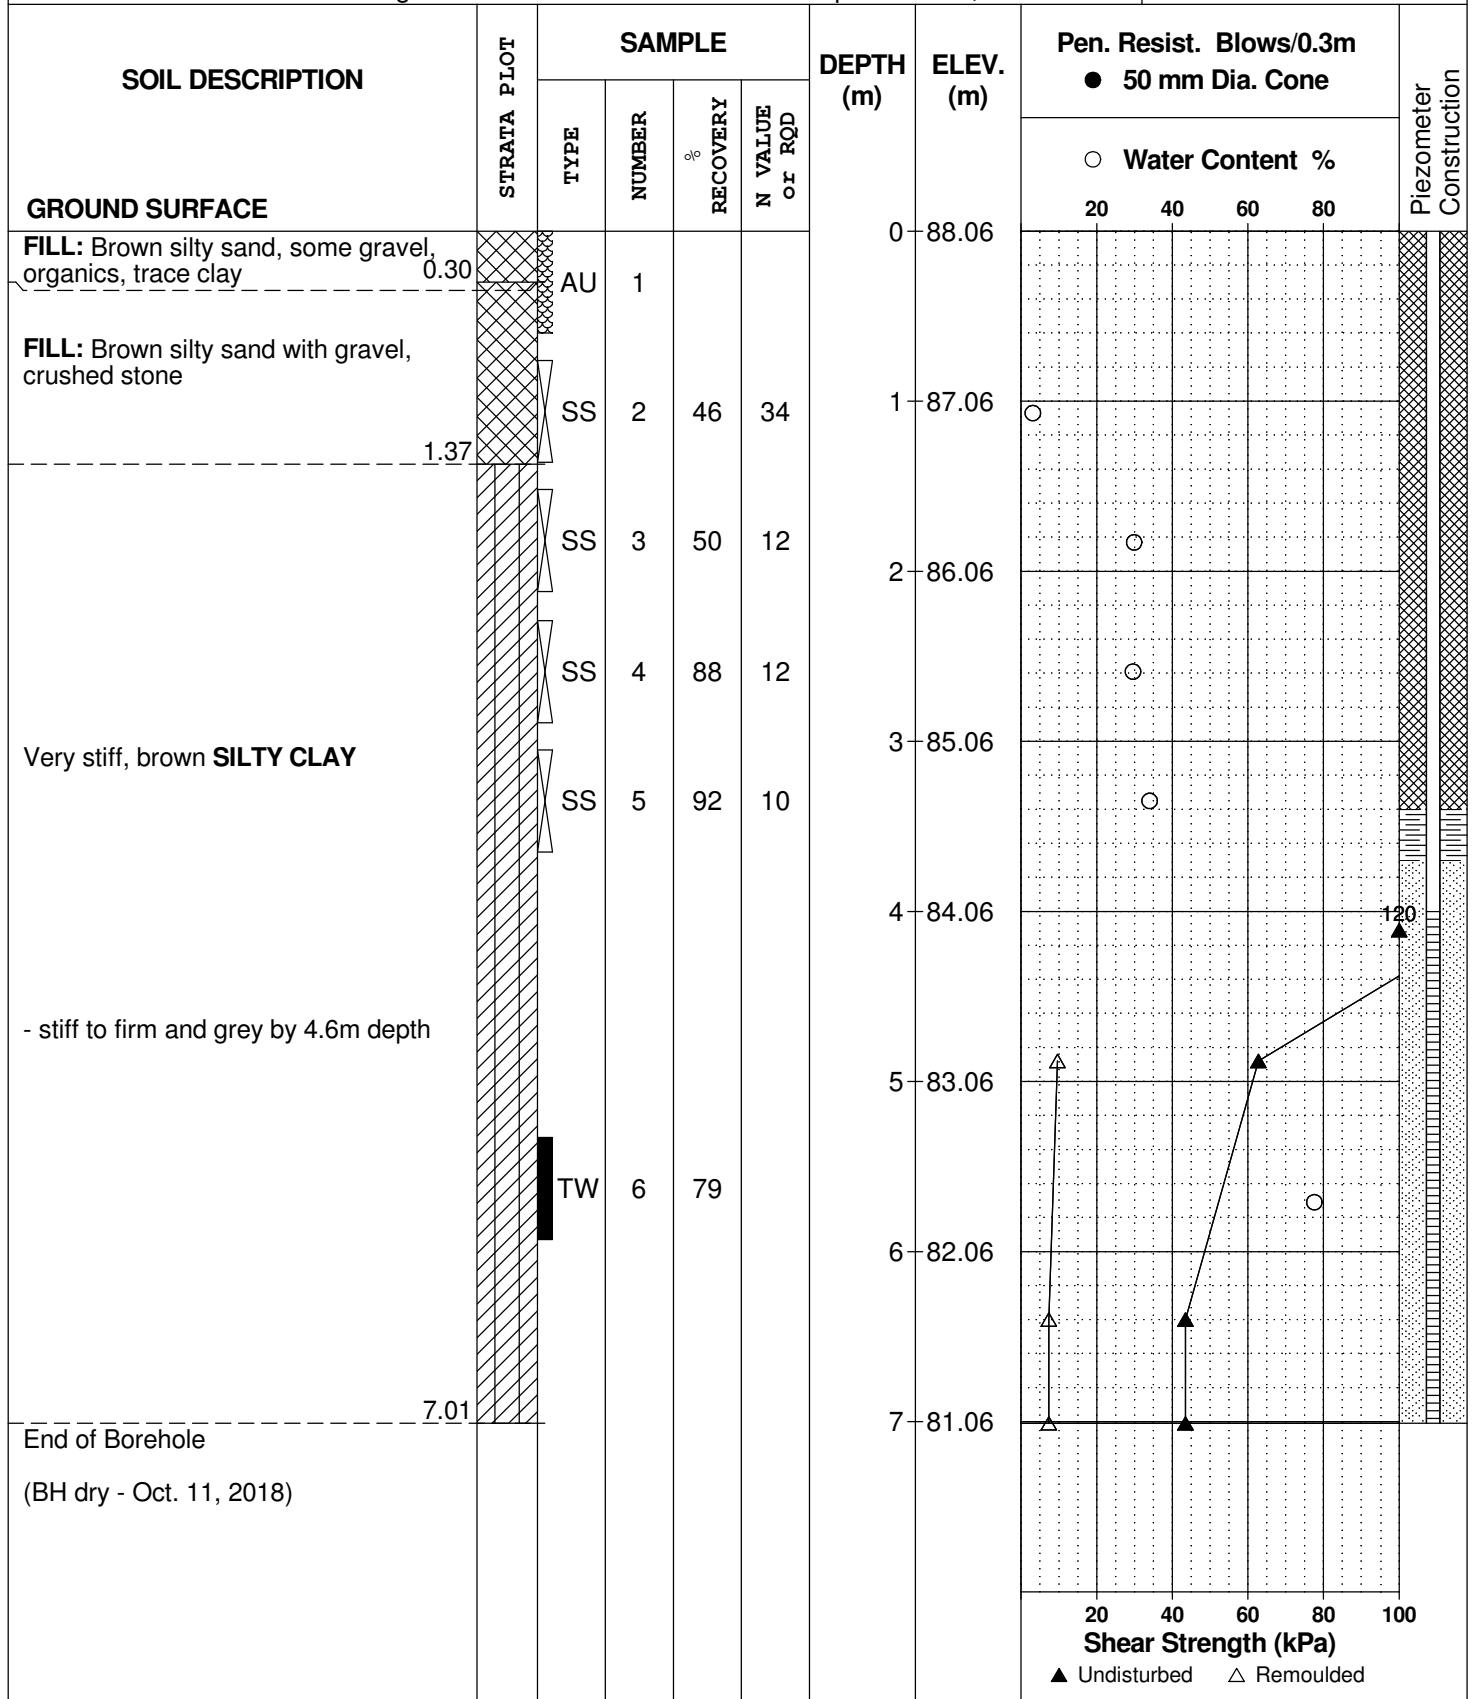 SOIL DESCRIPTION
GROUND SURFACE
STRATA PLOT
SAMPLE
TYPE
NUMBER
% RECOVERY
N VALUE or RQD
DEPTH (m)
ELEV. (m)
Pen. Resist. Blows/0.3m
● 50 mm Dia. Cone
○ Water Content %
20 40 60 80
Piezometer Construction
0 88.06
FILL: Brown silty sand, some gravel,
organics, trace clay 0.30
AU 1
FILL: Brown silty sand with gravel,
crushed stone
SS 2 46 34
1 87.06
1.37
SS 3 50 12
2 86.06
SS 4 88 12
3 85.06
Very stiff, brown SILTY CLAY
SS 5 92 10
4 84.06
120
- stiff to firm and grey by 4.6m depth
5 83.06
TW 6 79
6 82.06
7.01
7 81.06
End of Borehole
(BH dry - Oct. 11, 2018)
20 40 60 80 100
Shear Strength (kPa)
▲ Undisturbed △ Remoulded